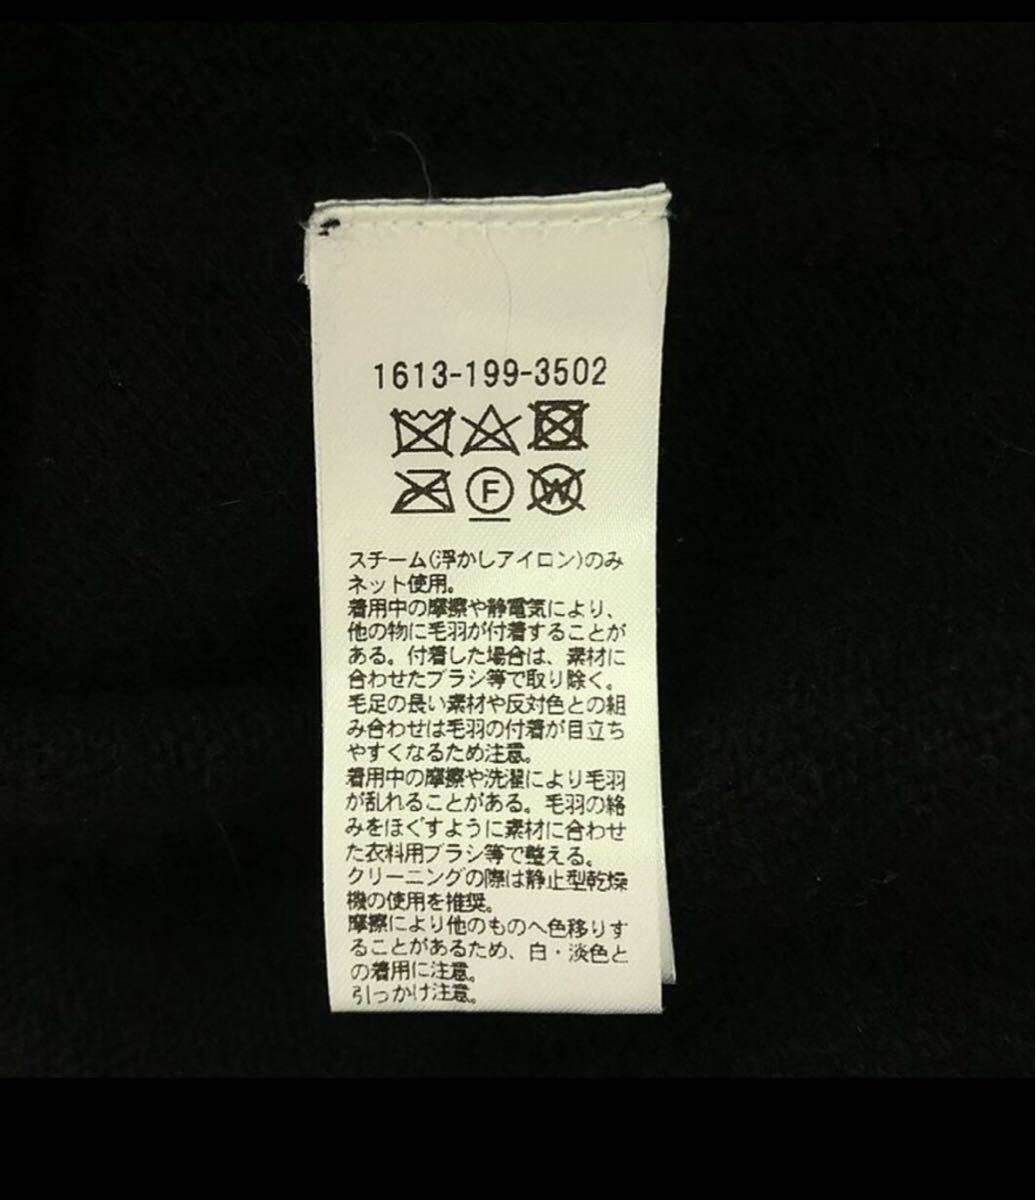 1613-199-3502
F
W
スチーム(浮かしアイロン)のみ
ネット使用。
着用中の摩擦や静電気により、
他の物に毛羽が付着することが
ある。付着した場合は、素材に
合わせたブラシ等で取り除く。
毛足の長い素材や反対色との組
み合わせは毛羽の付着が目立ち
やすくなるため注意。
着用中の摩擦や洗濯により毛羽
が乱れることがある。毛羽の絡
みをほぐすように素材に合わせ
た衣料用ブラシ等で整える。
クリーニングの際は静止型乾燥
機の使用を推奨。
摩擦により他のものへ色移りす
ることがあるため、白・淡色と
の着用に注意。
引っかけ注意。